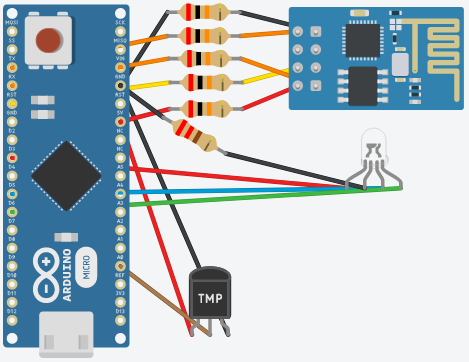 MOSI
SS
TX
RX
RST
GND
D2
D3
D4
D5
D6
D7
D8
D9
D10
D11
D12
D13
SCK
MISO
VIN
GND
RST
5V
NC
NC
A5
A4
A3
A2
A1
A0
REF
3V3
ARDUINO
MICRO
TMP